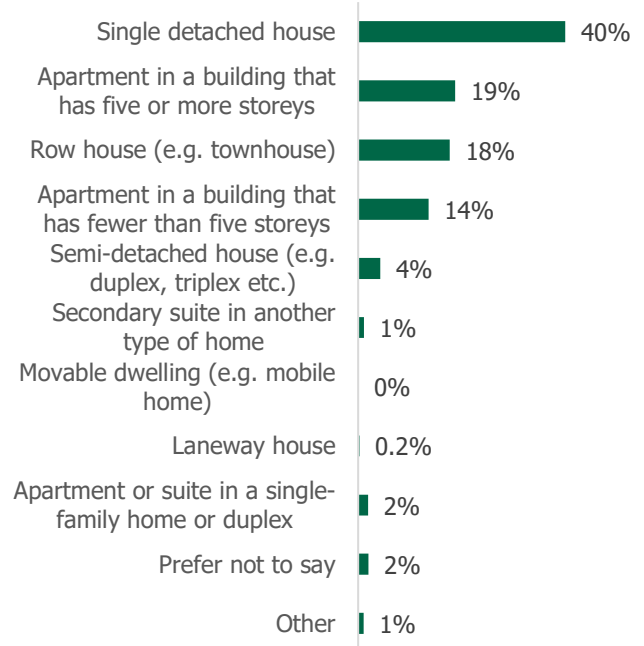 Single detached house 40%
Apartment in a building that
has five or more storeys 19%
Row house (e.g. townhouse) 18%
Apartment in a building that
has fewer than five storeys 14%
Semi-detached house (e.g.
duplex, triplex etc.) 4%
Secondary suite in another
type of home 1%
Movable dwelling (e.g. mobile
home) 0%
Laneway house 0.2%
Apartment or suite in a single-
family home or duplex 2%
Prefer not to say 2%
Other 1%